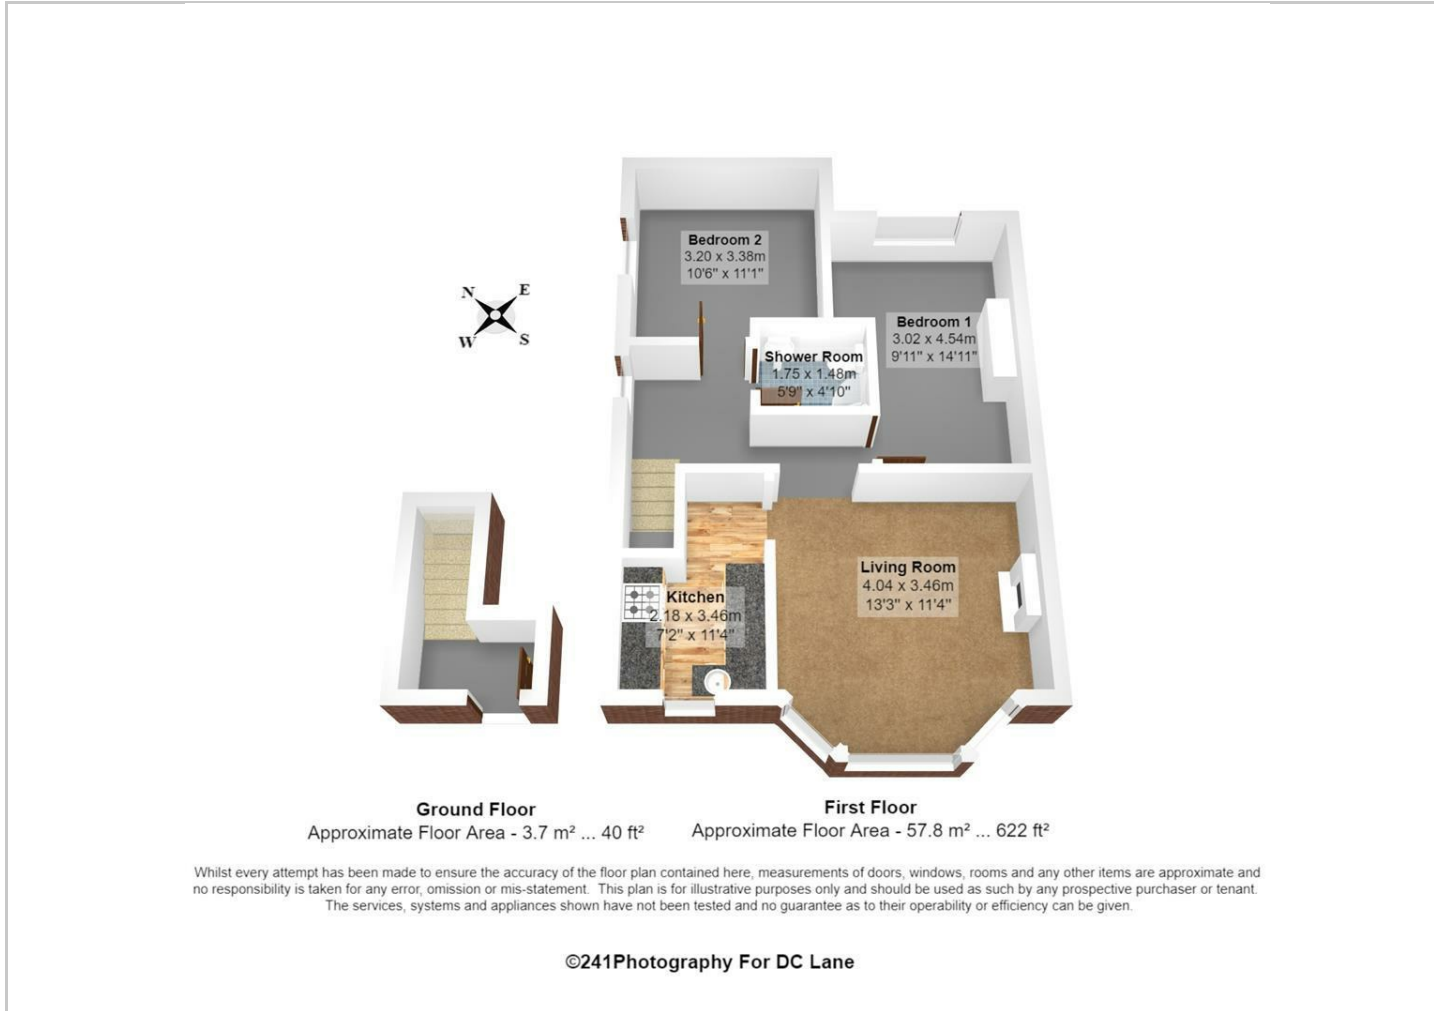 Bedroom 2
3.20 x 3.38m
10'6" x 11'1"
N
E
W
S
Bedroom 1
3.02 x 4.54m
9'11" x 14'11"
Shower Room
1.75 x 1.48m
5'9" x 4'10"
Living Room
4.04 x 3.46m
13'3" x 11'4"
Kitchen
2.18 x 3.46m
7'2" x 11'4"
Ground Floor
Approximate Floor Area - 3.7 m² ... 40 ft²
First Floor
Approximate Floor Area - 57.8 m² ... 622 ft²
Whilst every attempt has been made to ensure the accuracy of the floor plan contained here, measurements of doors, windows, rooms and any other items are approximate and
no responsibility is taken for any error, omission or mis-statement. This plan is for illustrative purposes only and should be used as such by any prospective purchaser or tenant.
The services, systems and appliances shown have not been tested and no guarantee as to their operability or efficiency can be given.
©241Photography For DC Lane